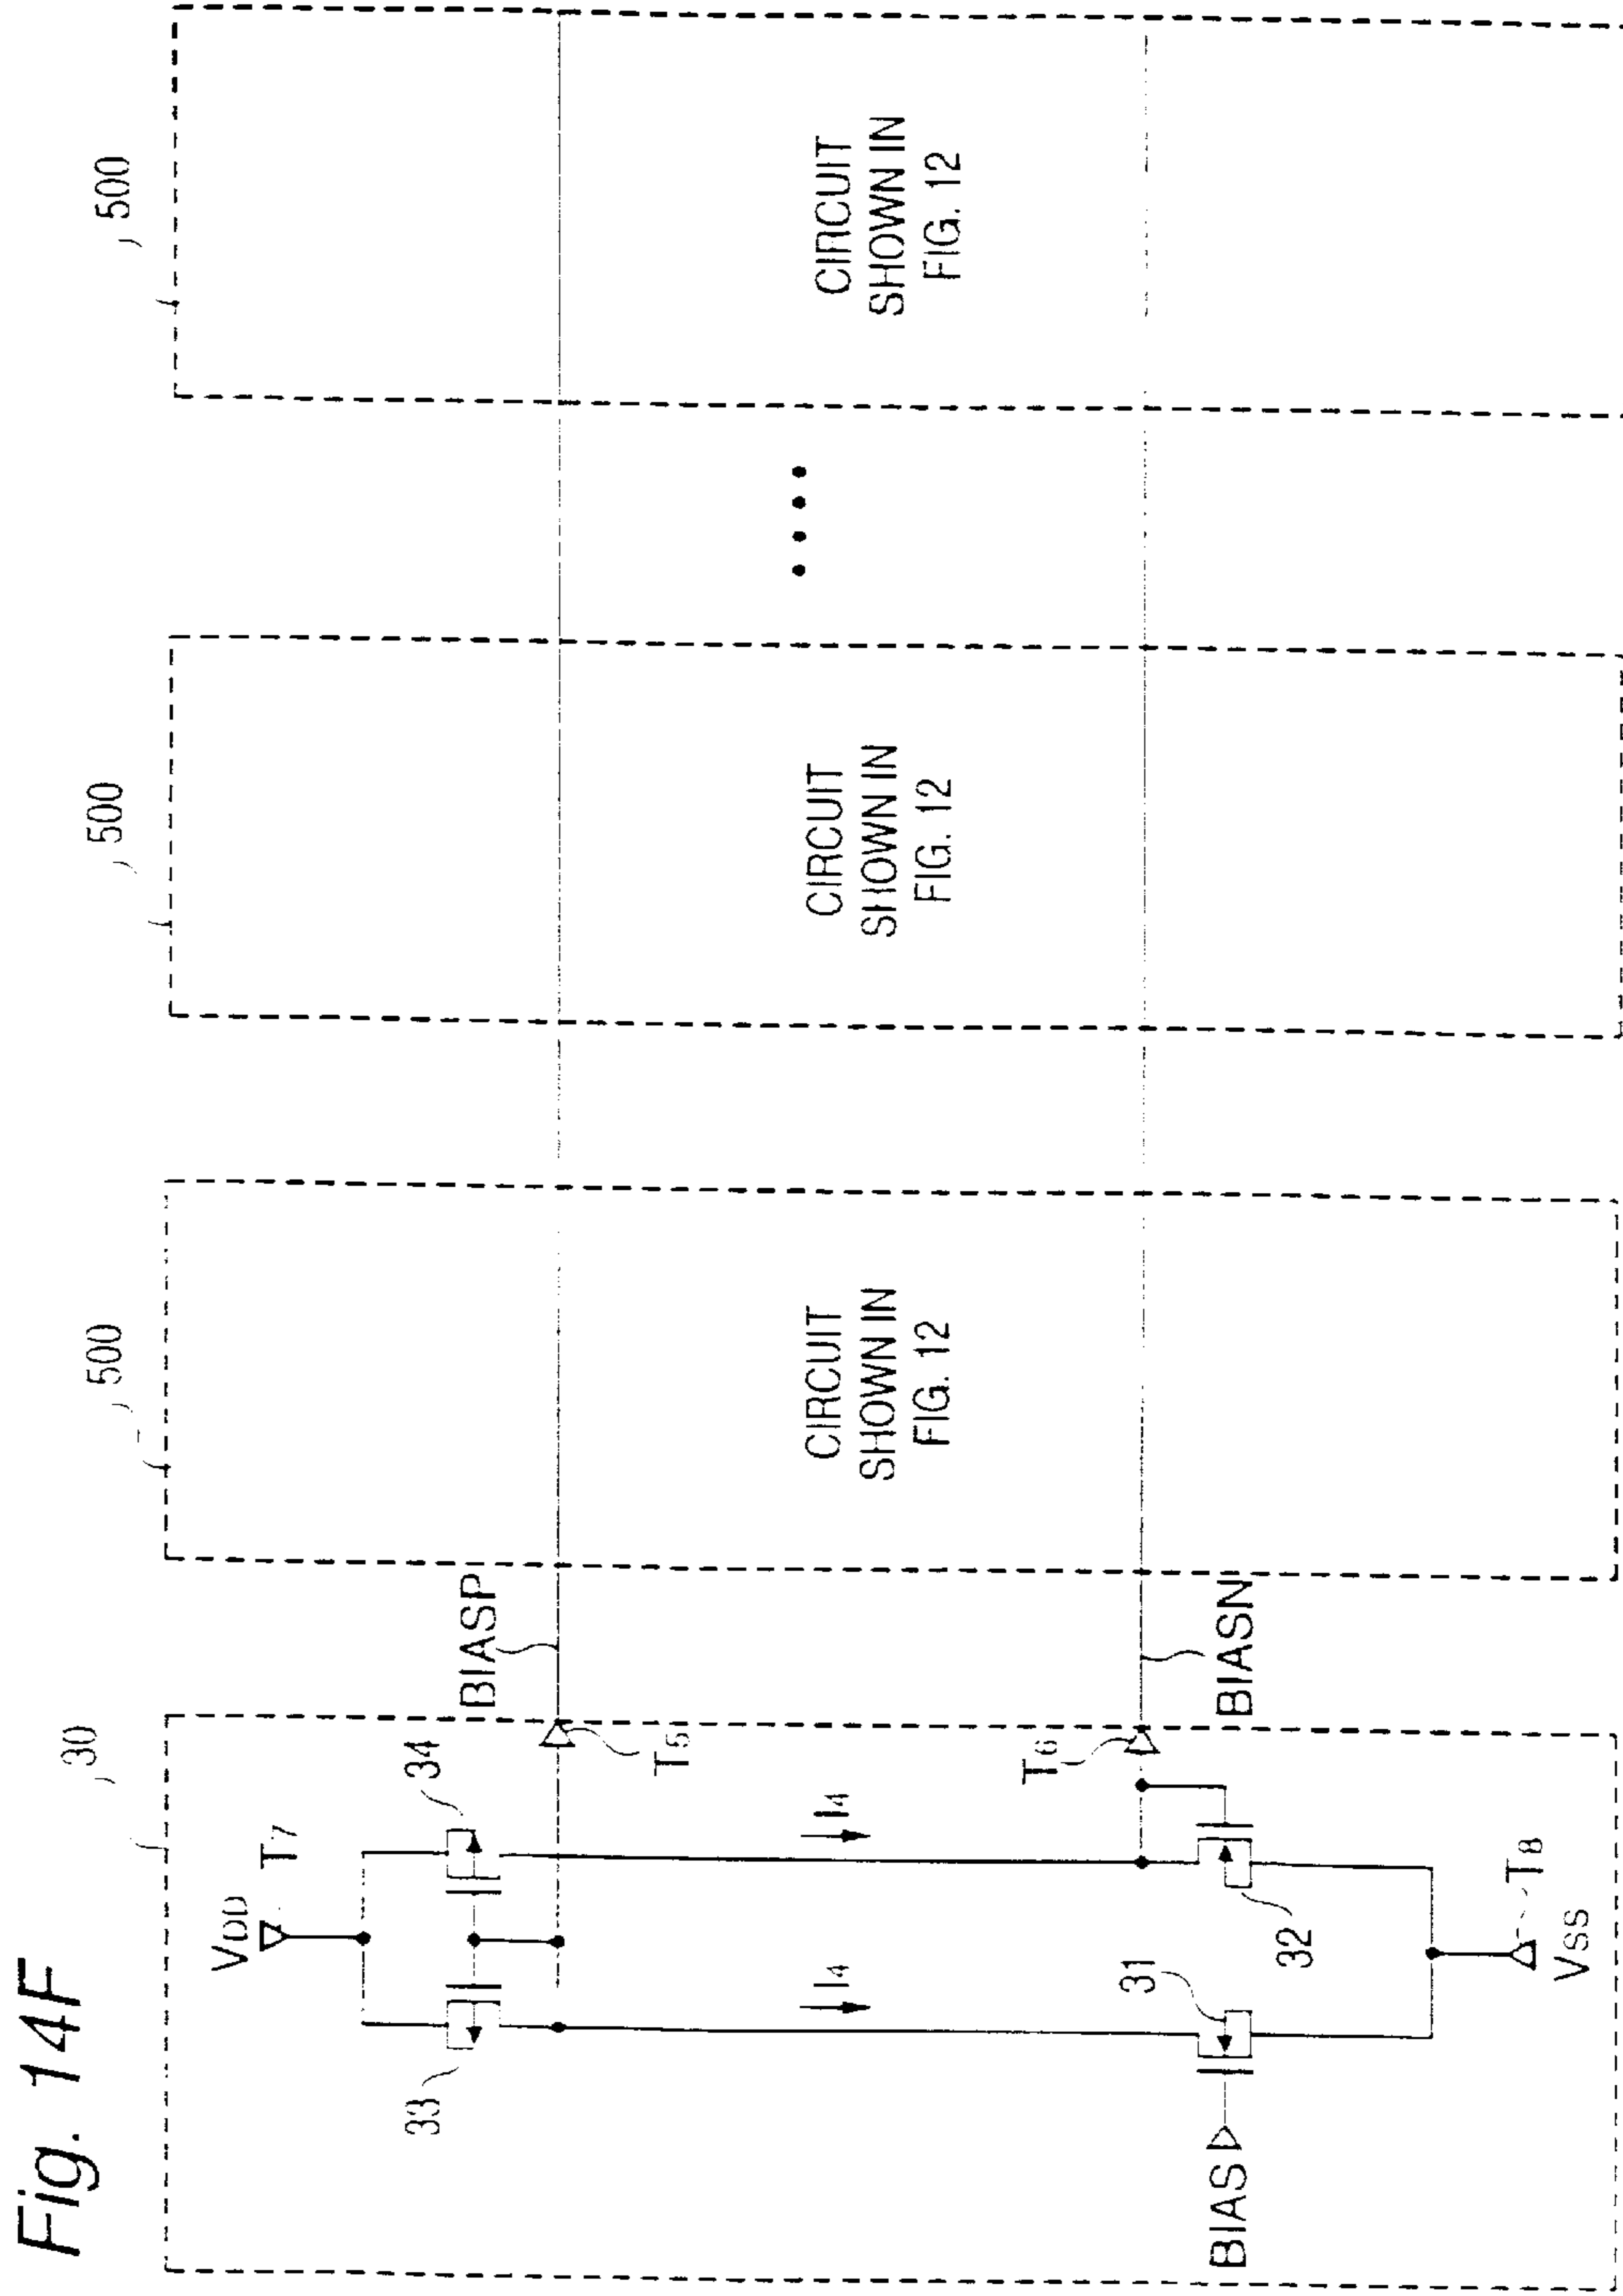 Fig. 14F
30
500
500
500
VDD
T7
33
34
BIASP
T5
I4
I4
CIRCUIT
SHOWN IN
FIG. 12
CIRCUIT
SHOWN IN
FIG. 12
CIRCUIT
SHOWN IN
FIG. 12
T6
BIASN
BIAS
31
32
T8
VSS